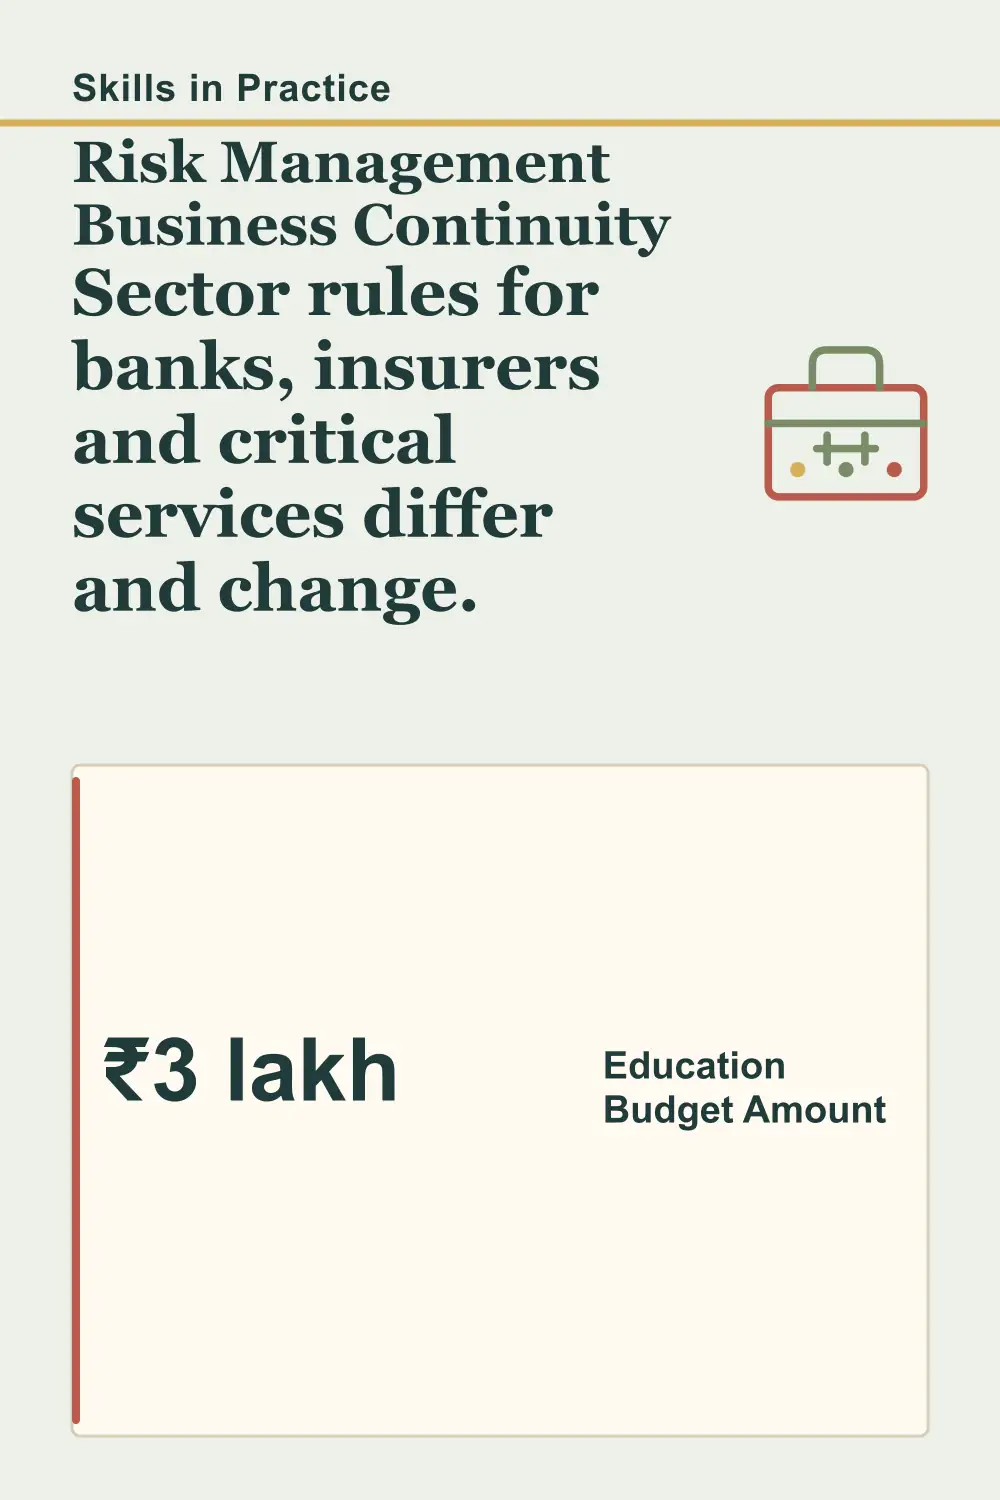 Skills in Practice
Risk Management
Business Continuity
Sector rules for
banks, insurers
and critical
services differ
and change.
₹3 lakh
Education
Budget Amount